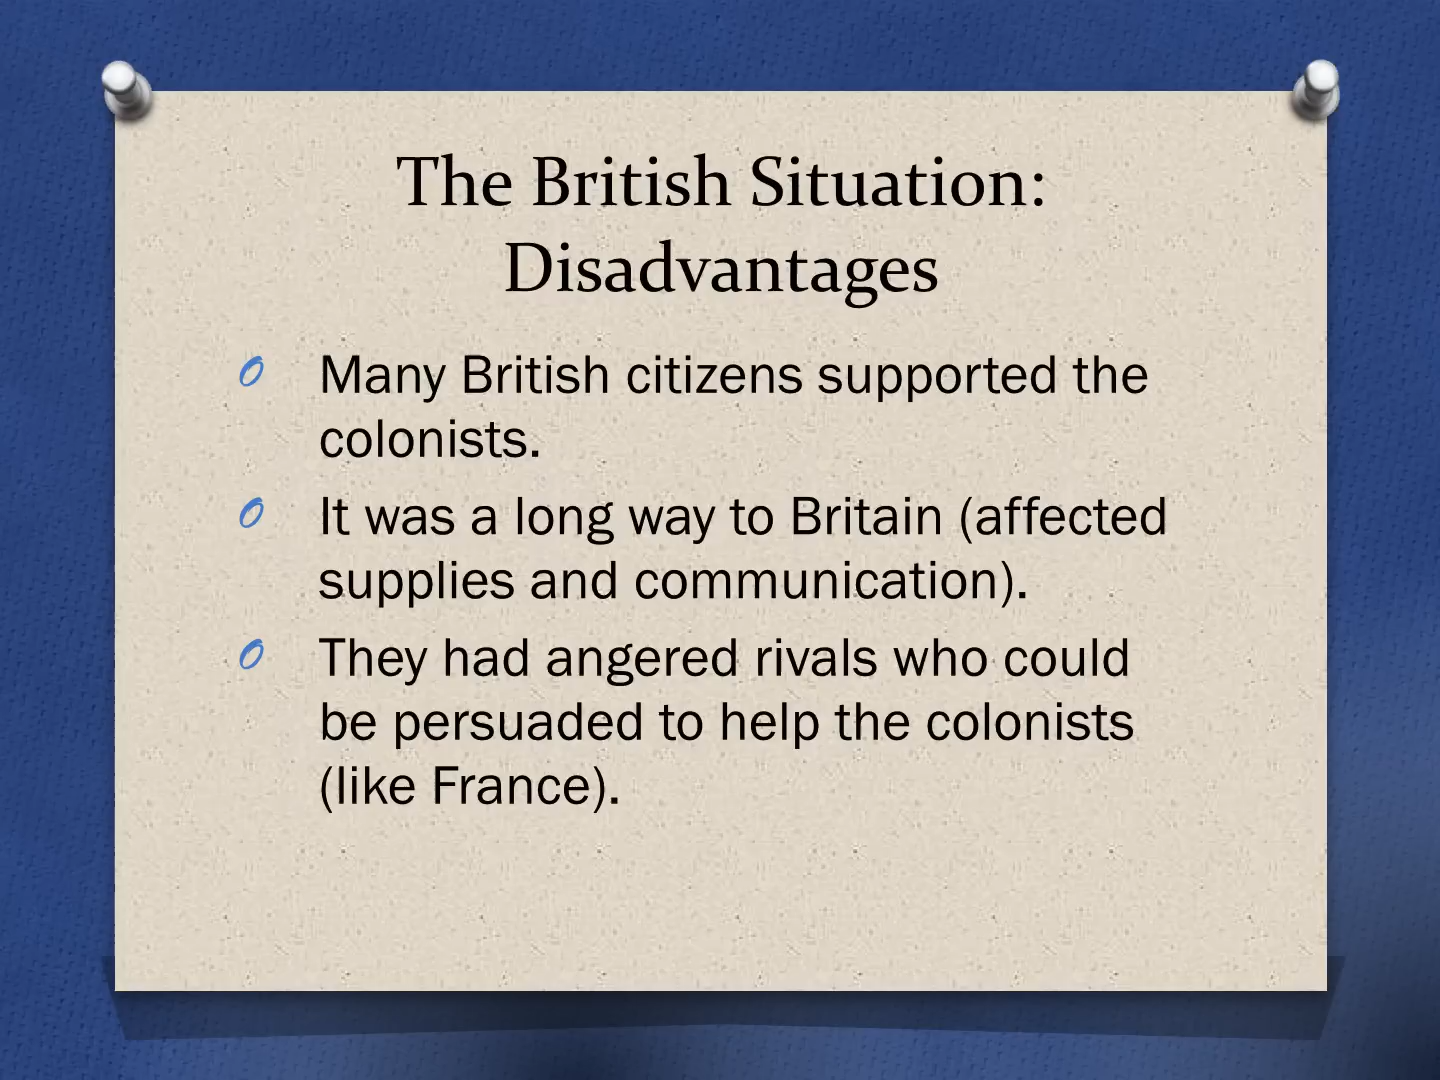 The British Situation:
Disadvantages
Many British citizens supported the
colonists.
It was a long way to Britain (affected
supplies and communication).
They had angered rivals who could
be persuaded to help the colonists
(like France).